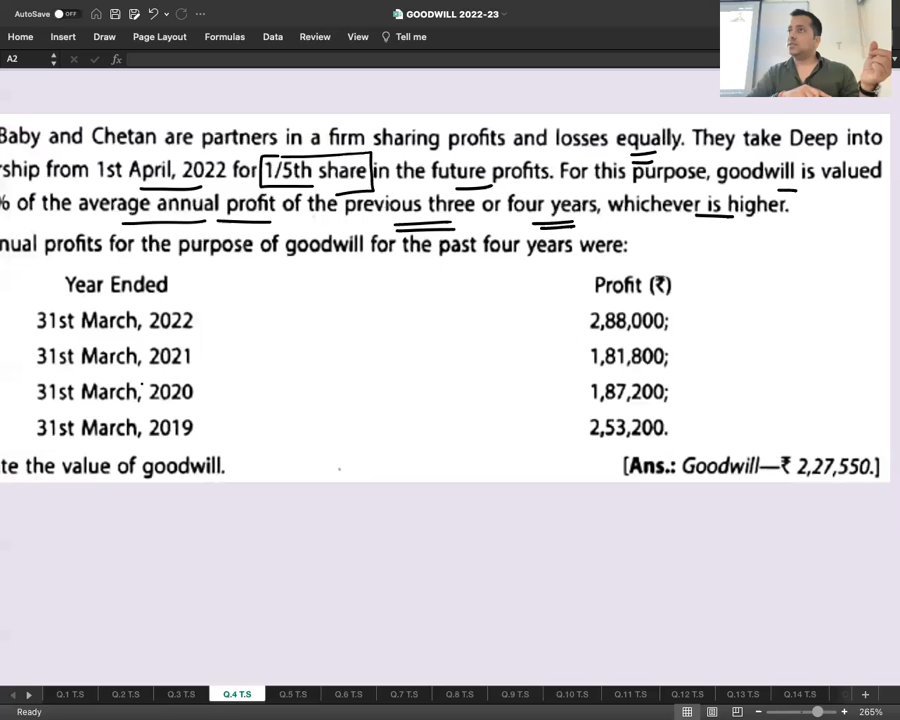 AutoSave OFF GOODWILL 2022-23
Home Insert Draw Page Layout Formulas Data Review View Tell me
A2 fx
Baby and Chetan are partners in a firm sharing profits and losses equally. They take Deep into
rship from 1st April, 2022 for 1/5th share in the future profits. For this purpose, goodwill is valued
% of the average annual profit of the previous three or four years, whichever is higher.
nual profits for the purpose of goodwill for the past four years were:
Year Ended Profit (₹)
31st March, 2022 2,88,000;
31st March, 2021 1,81,800;
31st March, 2020 1,87,200;
31st March, 2019 2,53,200.
te the value of goodwill. [Ans.: Goodwill—₹ 2,27,550.]
Q.1 T.S Q.2 T.S Q.3 T.S Q.4 T.S Q.5 T.S Q.6 T.S Q.7 T.S Q.8 T.S Q.9 T.S Q.10 T.S Q.11 T.S Q.12 T.S Q.13 T.S Q.14 T.S
Ready 265%